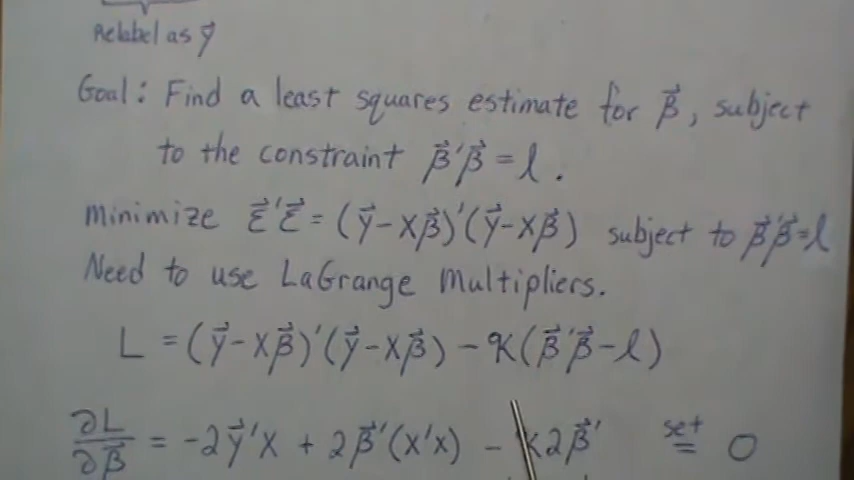 Relabel as y⃗
Goal: Find a least squares estimate for β⃗, subject
to the constraint β⃗'β⃗ = l.
Minimize ε⃗'ε⃗ = (y⃗-Xβ⃗)'(y⃗-Xβ⃗) subject to β⃗'β⃗=l
Need to use LaGrange Multipliers.
L = (y⃗-Xβ⃗)'(y⃗-Xβ⃗) - K(β⃗'β⃗-l)
∂L/∂β⃗ = -2y⃗'X + 2β⃗'(X'X) - K2β⃗' set = 0